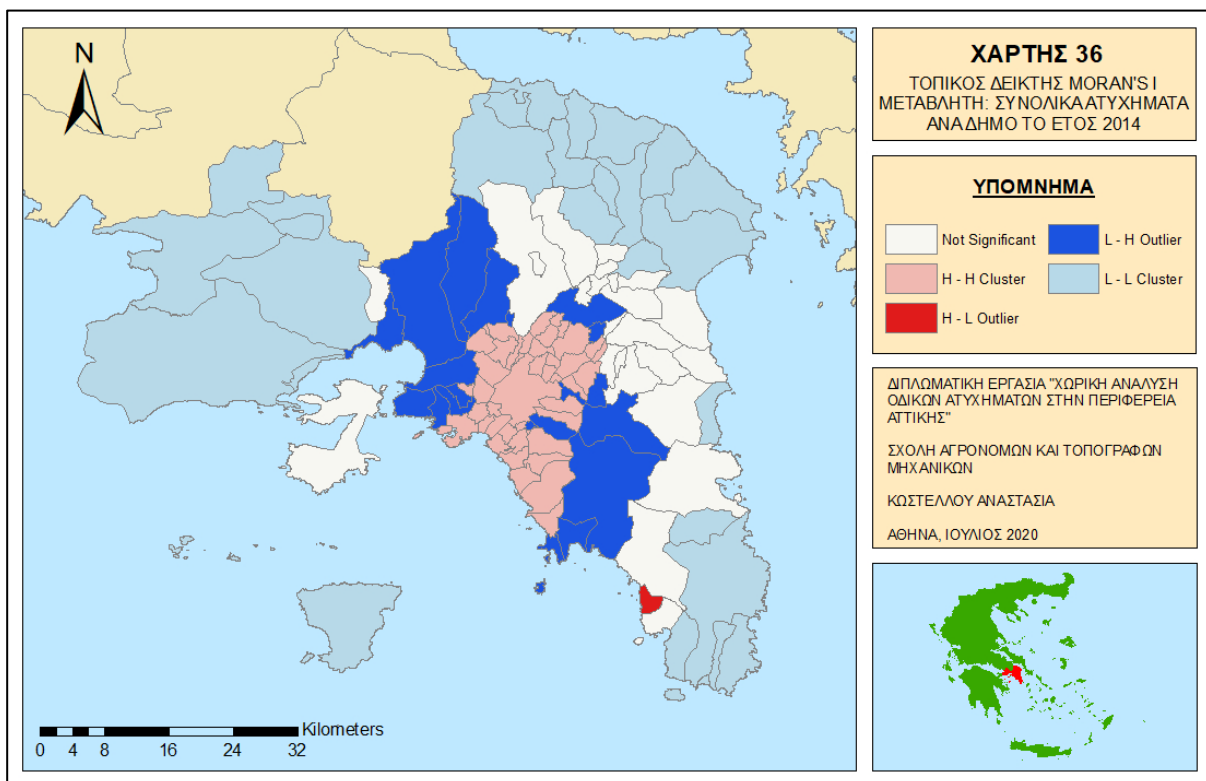 N
Kilometers
0 2 4 8 16 24 32
ΧΑΡΤΗΣ 36
ΤΟΠΙΚΟΣ ΔΕΙΚΤΗΣ MORAN'S I
ΜΕΤΑΒΛΗΤΗ: ΣΥΝΟΛΙΚΑ ΑΤΥΧΗΜΑΤΑ
ΑΝΑ ΔΗΜΟ ΤΟ ΕΤΟΣ 2014
ΥΠΟΜΝΗΜΑ
Not Significant
L - H Outlier
H - H Cluster
L - L Cluster
H - L Outlier
ΔΙΠΛΩΜΑΤΙΚΗ ΕΡΓΑΣΙΑ "ΧΩΡΙΚΗ ΑΝΑΛΥΣΗ
ΟΔΙΚΩΝ ΑΤΥΧΗΜΑΤΩΝ ΣΤΗΝ ΠΕΡΙΦΕΡΕΙΑ
ΑΤΤΙΚΗΣ"
ΣΧΟΛΗ ΑΓΡΟΝΟΜΩΝ ΚΑΙ ΤΟΠΟΓΡΑΦΩΝ
ΜΗΧΑΝΙΚΩΝ
ΚΩΣΤΕΛΛΟΥ ΑΝΑΣΤΑΣΙΑ
ΑΘΗΝΑ, ΙΟΥΛΙΟΣ 2020